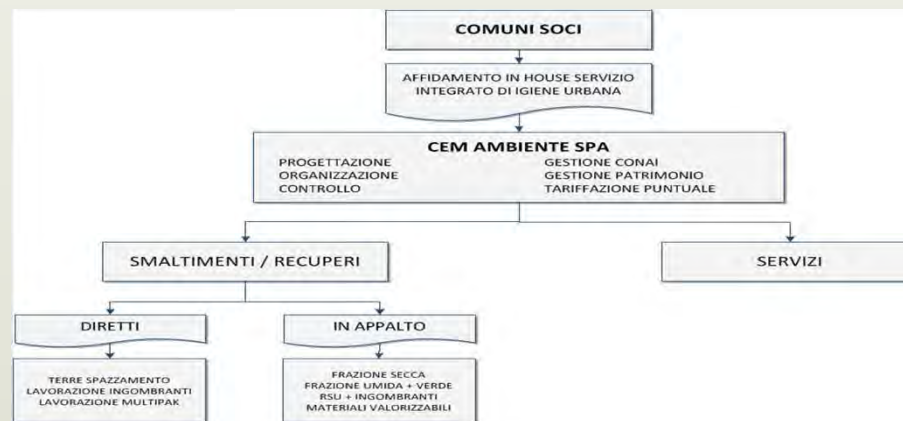 COMUNI SOCI
AFFIDAMENTO IN HOUSE SERVIZIO
INTEGRATO DI IGIENE URBANA
CEM AMBIENTE SPA
PROGETTAZIONE
ORGANIZZAZIONE
CONTROLLO
GESTIONE CONAI
GESTIONE PATRIMONIO
TARIFFAZIONE PUNTUALE
SMALTIMENTI / RECUPERI
SERVIZI
DIRETTI
IN APPALTO
TERRE SPAZZAMENTO
LAVORAZIONE INGOMBRANTI
LAVORAZIONE MULTIPAK
FRAZIONE SECCA
FRAZIONE UMIDA + VERDE
RSU + INGOMBRANTI
MATERIALI VALORIZZABILI